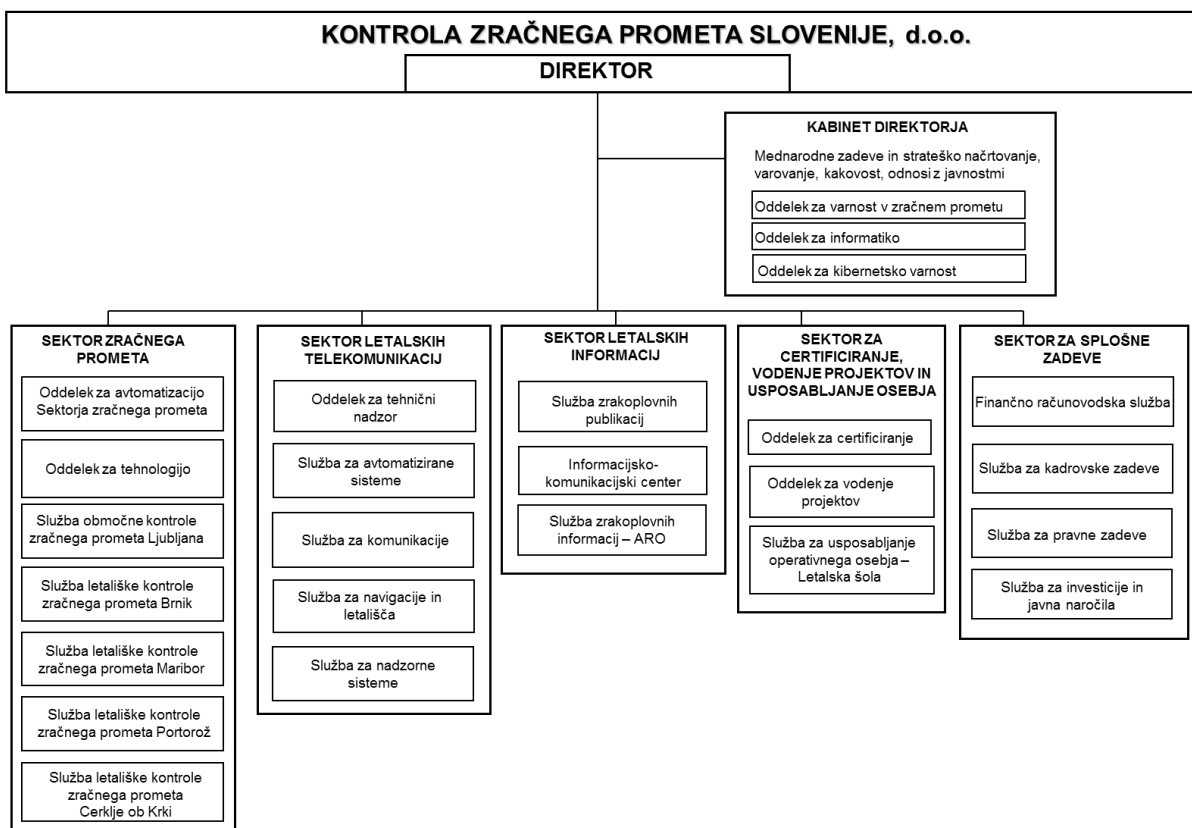 KONTROLA ZRAČNEGA PROMETA SLOVENIJE, d.o.o.
DIREKTOR
KABINET DIREKTORJA
Mednarodne zadeve in strateško načrtovanje,
varovanje, kakovost, odnosi z javnostmi
Oddelek za varnost v zračnem prometu
Oddelek za informatiko
Oddelek za kibernetsko varnost
SEKTOR ZRAČNEGA
PROMETA
Oddelek za avtomatizacijo
Sektorja zračnega prometa
Oddelek za tehnologijo
Služba območne kontrole
zračnega prometa Ljubljana
Služba letališke kontrole
zračnega prometa Brnik
Služba letališke kontrole
zračnega prometa Maribor
Služba letališke kontrole
zračnega prometa Portorož
Služba letališke kontrole
zračnega prometa
Cerklje ob Krki
SEKTOR LETALSKIH
TELEKOMUNIKACIJ
Oddelek za tehnični
nadzor
Služba za avtomatizirane
sisteme
Služba za komunikacije
Služba za navigacije in
letališča
Služba za nadzorne
sisteme
SEKTOR LETALSKIH
INFORMACIJ
Služba zrakoplovnih
publikacij
Informacijsko-
komunikacijski center
Služba zrakoplovnih
informacij – ARO
SEKTOR ZA
CERTIFICIRANJE,
VODENJE PROJEKTOV IN
USPOSABLJANJE OSEBJA
Oddelek za certificiranje
Oddelek za vodenje
projektov
Služba za usposabljanje
operativnega osebja –
Letalska šola
SEKTOR ZA SPLOŠNE
ZADEVE
Finančno računovodska služba
Služba za kadrovske zadeve
Služba za pravne zadeve
Služba za investicije in
javna naročila